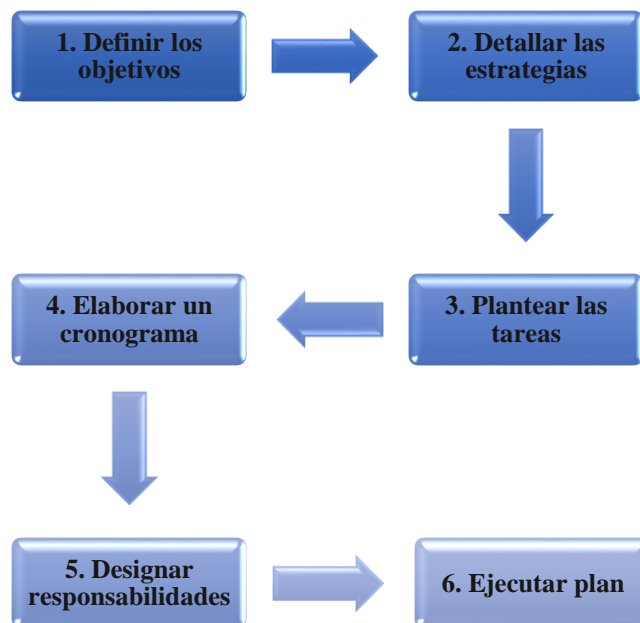 1. Definir los
objetivos
2. Detallar las
estrategias
3. Plantear las
tareas
4. Elaborar un
cronograma
5. Designar
responsabilidades
6. Ejecutar plan